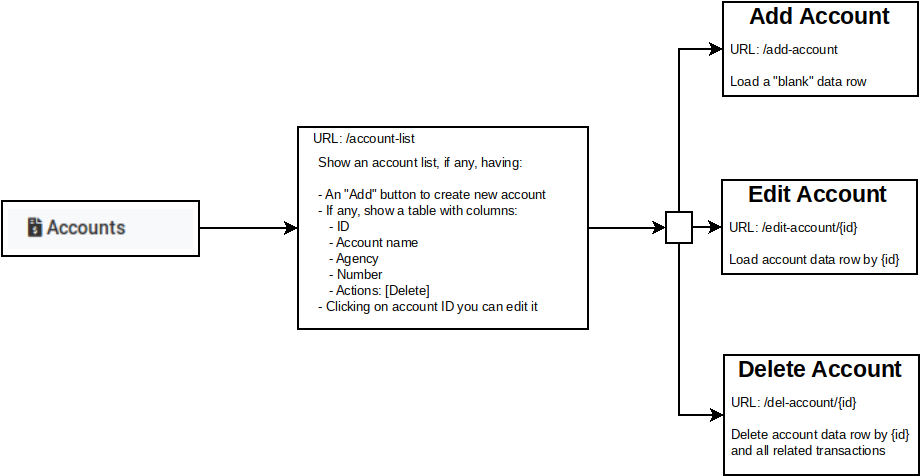 Accounts
URL: /account-list
Show an account list, if any, having:
- An "Add" button to create new account
- If any, show a table with columns:
- ID
- Account name
- Agency
- Number
- Actions: [Delete]
- Clicking on account ID you can edit it
Add Account
URL: /add-account
Load a "blank" data row
Edit Account
URL: /edit-account/{id}
Load account data row by {id}
Delete Account
URL: /del-account/{id}
Delete account data row by {id}
and all related transactions